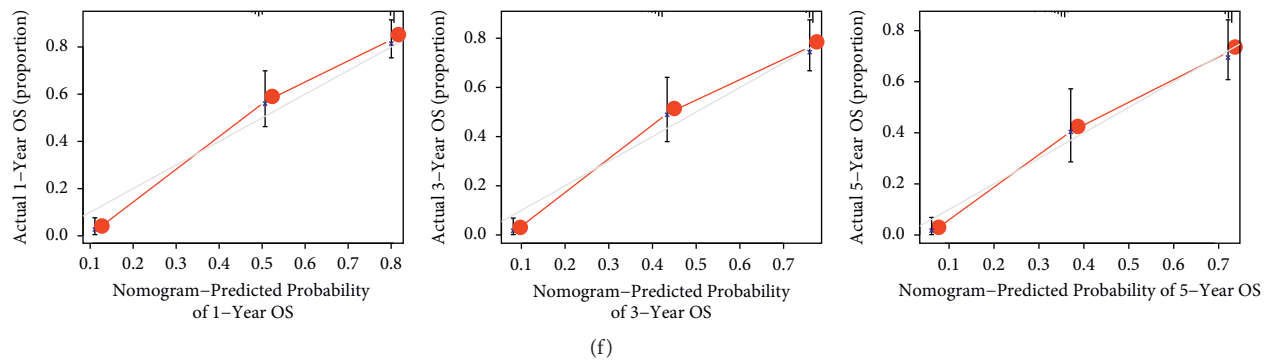 Actual 1−Year OS (proportion)
0.8
0.6
0.4
0.2
0.0
0.1 0.2 0.3 0.4 0.5 0.6 0.7 0.8
Nomogram−Predicted Probability
of 1−Year OS
Actual 3−Year OS (proportion)
0.8
0.6
0.4
0.2
0.0
0.1 0.2 0.3 0.4 0.5 0.6 0.7
Nomogram−Predicted Probability
of 3−Year OS
Actual 5−Year OS (proportion)
0.8
0.6
0.4
0.2
0.0
0.1 0.2 0.3 0.4 0.5 0.6 0.7
Nomogram−Predicted Probability of 5−Year OS
(f)